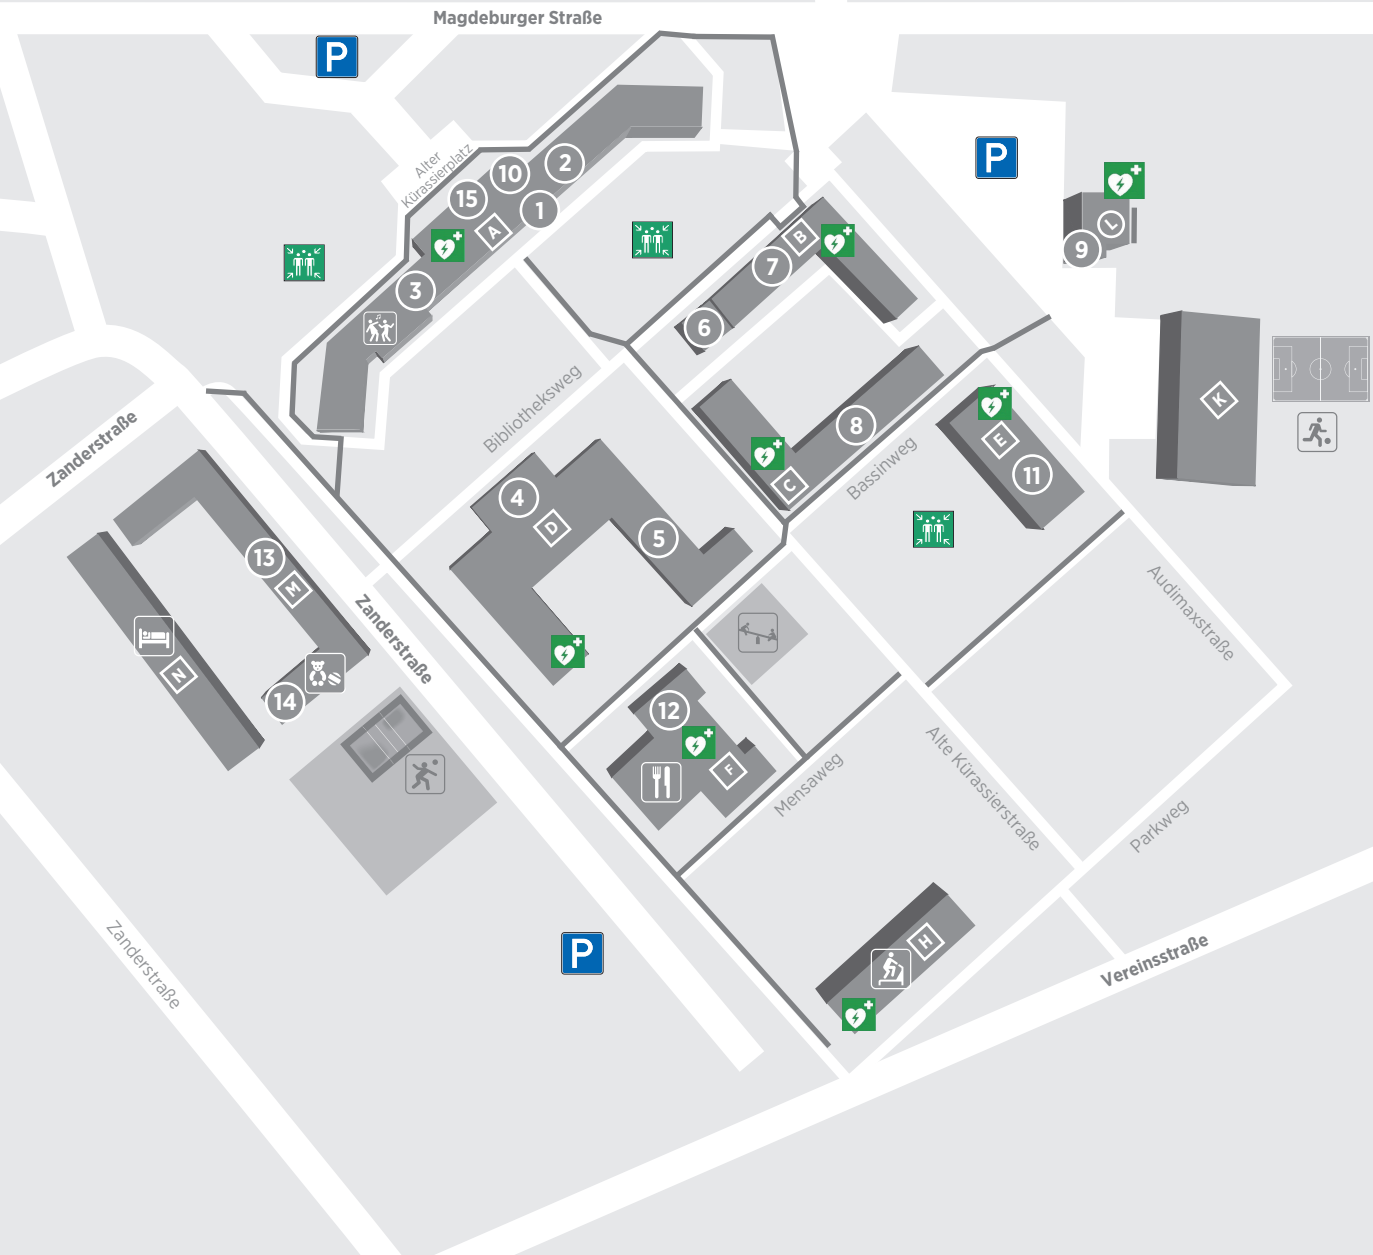 Magdeburger Straße
P
Alter
Kürassierplatz
10
2
15
1
A
3
P
L
9
B
7
6
K
8
C
Bibliotheksweg
Bassinweg
E
11
Zanderstraße
4
D
5
13
M
N
14
Zanderstraße
Audimaxstraße
12
F
Mensaweg
Alte Kürassierstraße
Parkweg
H
P
Vereinsstraße
Zanderstraße